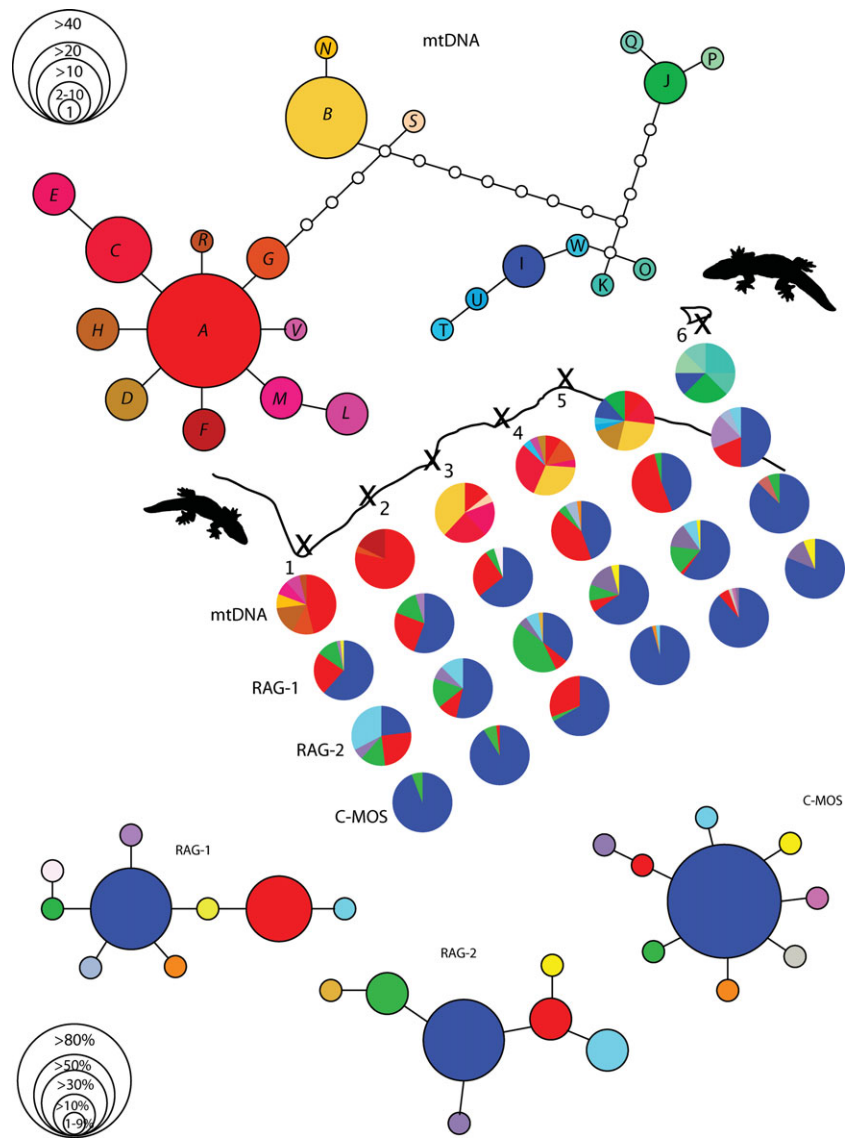 >40
>20
>10
2-10
1
mtDNA
N
B
S
Q
P
J
E
C
R
G
A
V
H
D
F
M
L
I
W
U
T
K
O
6 X
X 5
X 4
X 3
X 2
X 1
mtDNA
RAG-1
RAG-2
C-MOS
C-MOS
RAG-1
RAG-2
>80%
>50%
>30%
>10%
1-9%